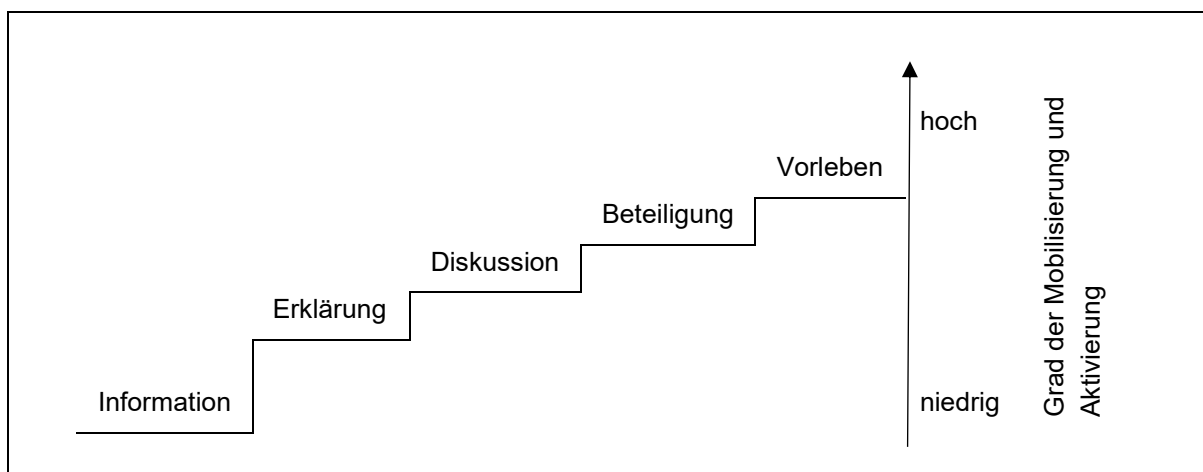 hoch
Vorleben
Beteiligung
Diskussion
Erklärung
Information
niedrig
Grad der Mobilisierung und
Aktivierung